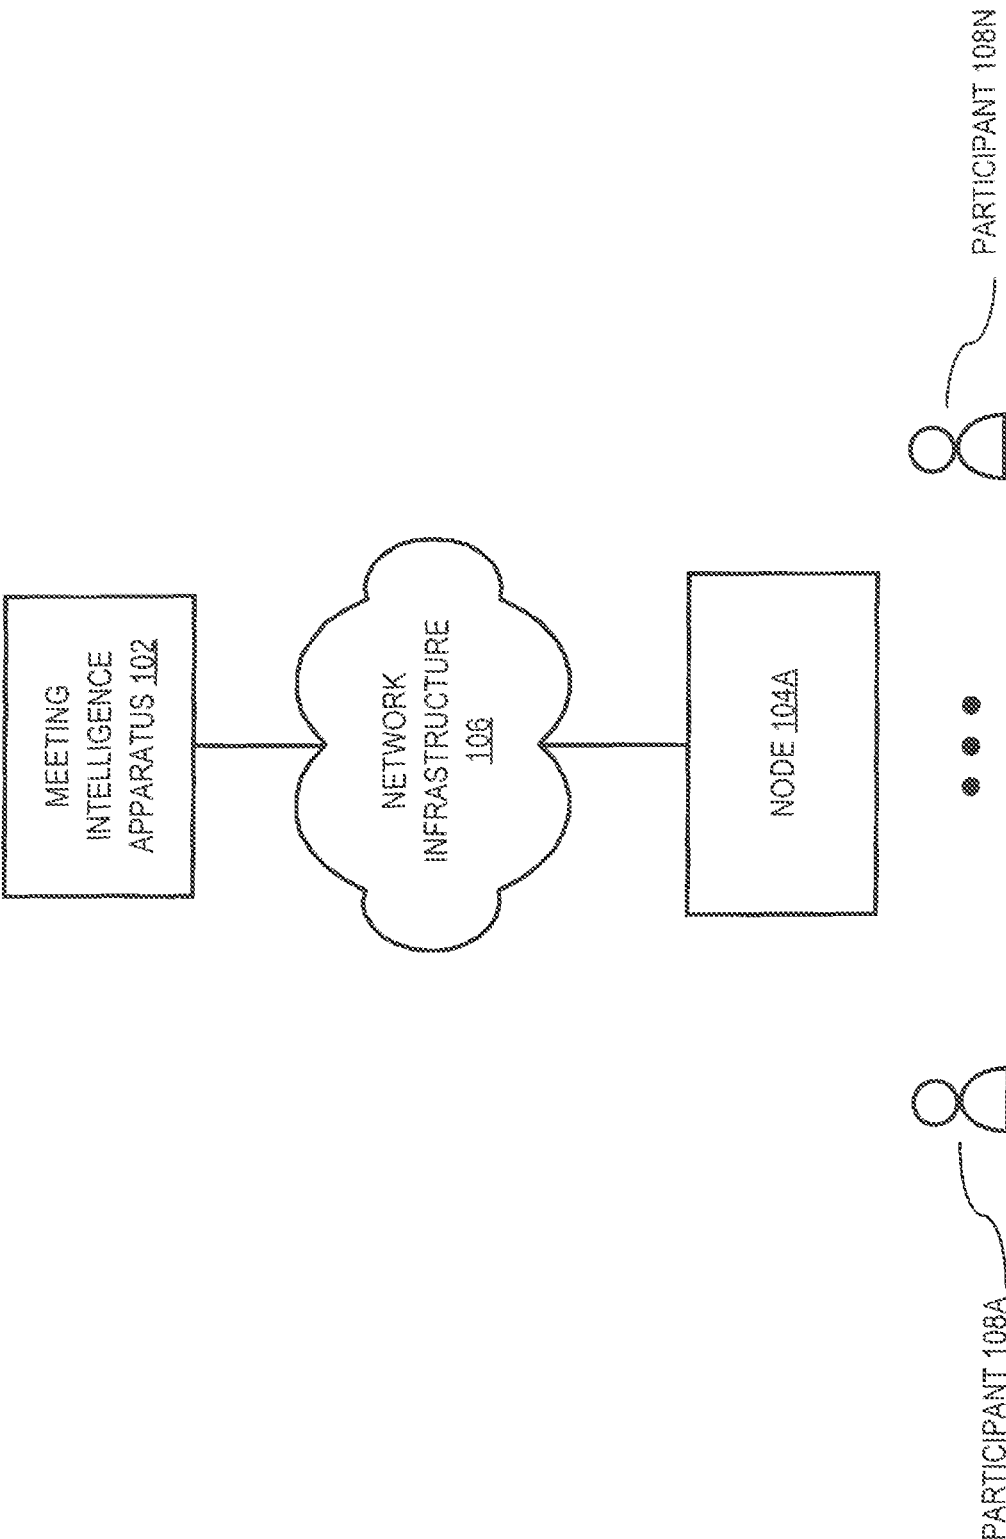 MEETING
INTELLIGENCE
APPARATUS 102
NETWORK
INFRASTRUCTURE
106
NODE 104A
PARTICIPANT 108A
PARTICIPANT 108N